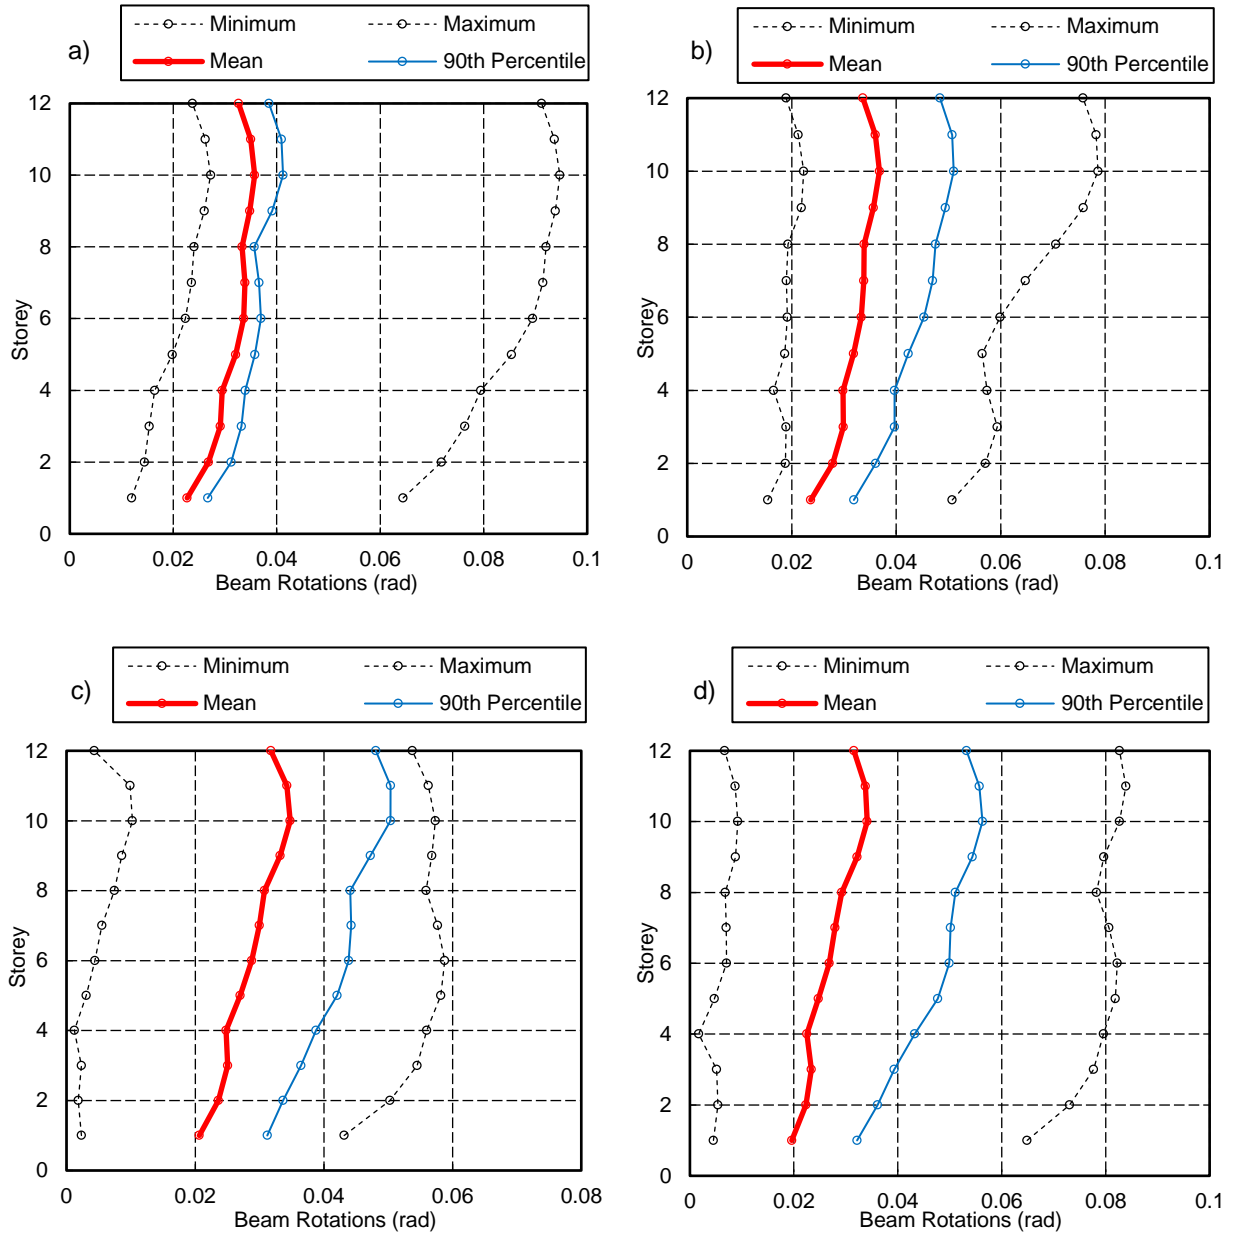 Minimum Maximum
Mean 90th Percentile
a)
12
10
8
6
4
2
0
Storey
0 0.02 0.04 0.06 0.08 0.1
Beam Rotations (rad)
Minimum Maximum
Mean 90th Percentile
b)
12
10
8
6
4
2
0
Storey
0 0.02 0.04 0.06 0.08 0.1
Beam Rotations (rad)
Minimum Maximum
Mean 90th Percentile
c)
12
10
8
6
4
2
0
Storey
0 0.02 0.04 0.06 0.08
Beam Rotations (rad)
Minimum Maximum
Mean 90th Percentile
d)
12
10
8
6
4
2
0
Storey
0 0.02 0.04 0.06 0.08 0.1
Beam Rotations (rad)